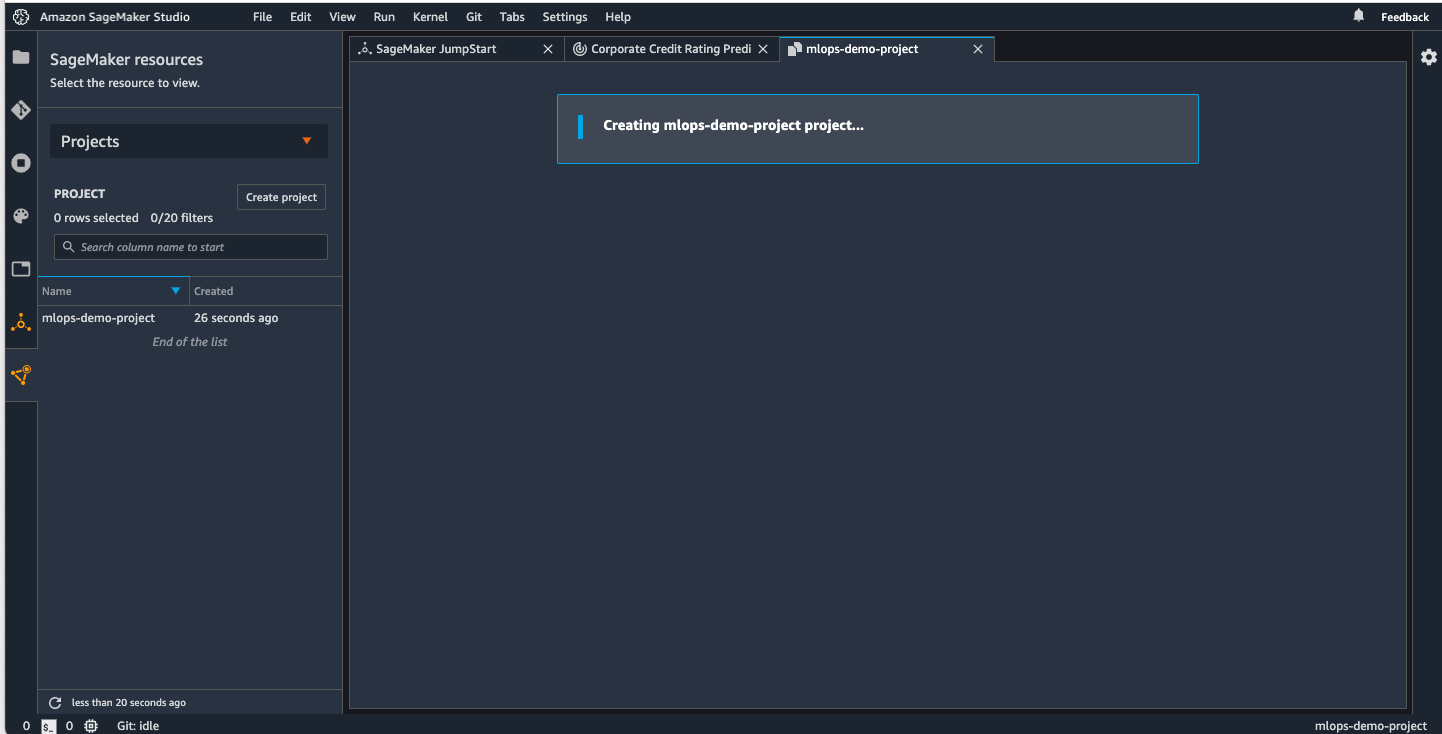 Amazon SageMaker Studio File Edit View Run Kernel Git Tabs Settings Help Feedback
SageMaker resources
Select the resource to view.
Projects
PROJECT
Create project
0 rows selected 0/20 filters
Search column name to start
Name Created
mlops-demo-project 26 seconds ago
End of the list
less than 20 seconds ago
SageMaker JumpStart Corporate Credit Rating Predi mlops-demo-project
Creating mlops-demo-project project...
0 $_ 0 Git: idle mlops-demo-project